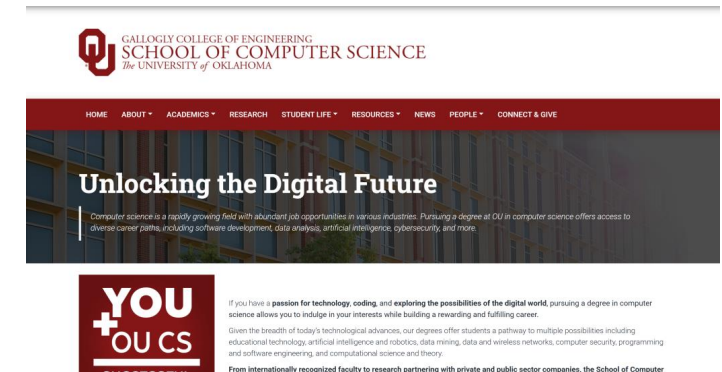 GALLOGLY COLLEGE OF ENGINEERING
SCHOOL OF COMPUTER SCIENCE
The UNIVERSITY of OKLAHOMA
HOME ABOUT ACADEMICS RESEARCH STUDENT LIFE RESOURCES NEWS PEOPLE CONNECT & GIVE
Unlocking the Digital Future
Computer science is a rapidly growing field with abundant job opportunities in various industries. Pursuing a degree at OU in computer science offers access to
diverse career paths, including software development, data analysis, artificial intelligence, cybersecurity, and more.
YOU
+OU CS
If you have a passion for technology, coding, and exploring the possibilities of the digital world, pursuing a degree in computer
science allows you to indulge in your interests while building a rewarding and fulfilling career.
Given the breadth of today's technological advances, our degrees offer students a pathway to multiple possibilities including
educational technology, artificial intelligence and robotics, data mining, data and wireless networks, computer security, programming
and software engineering, and computational science and theory.
From internationally recognized faculty to research partnering with private and public sector companies, the School of Computer